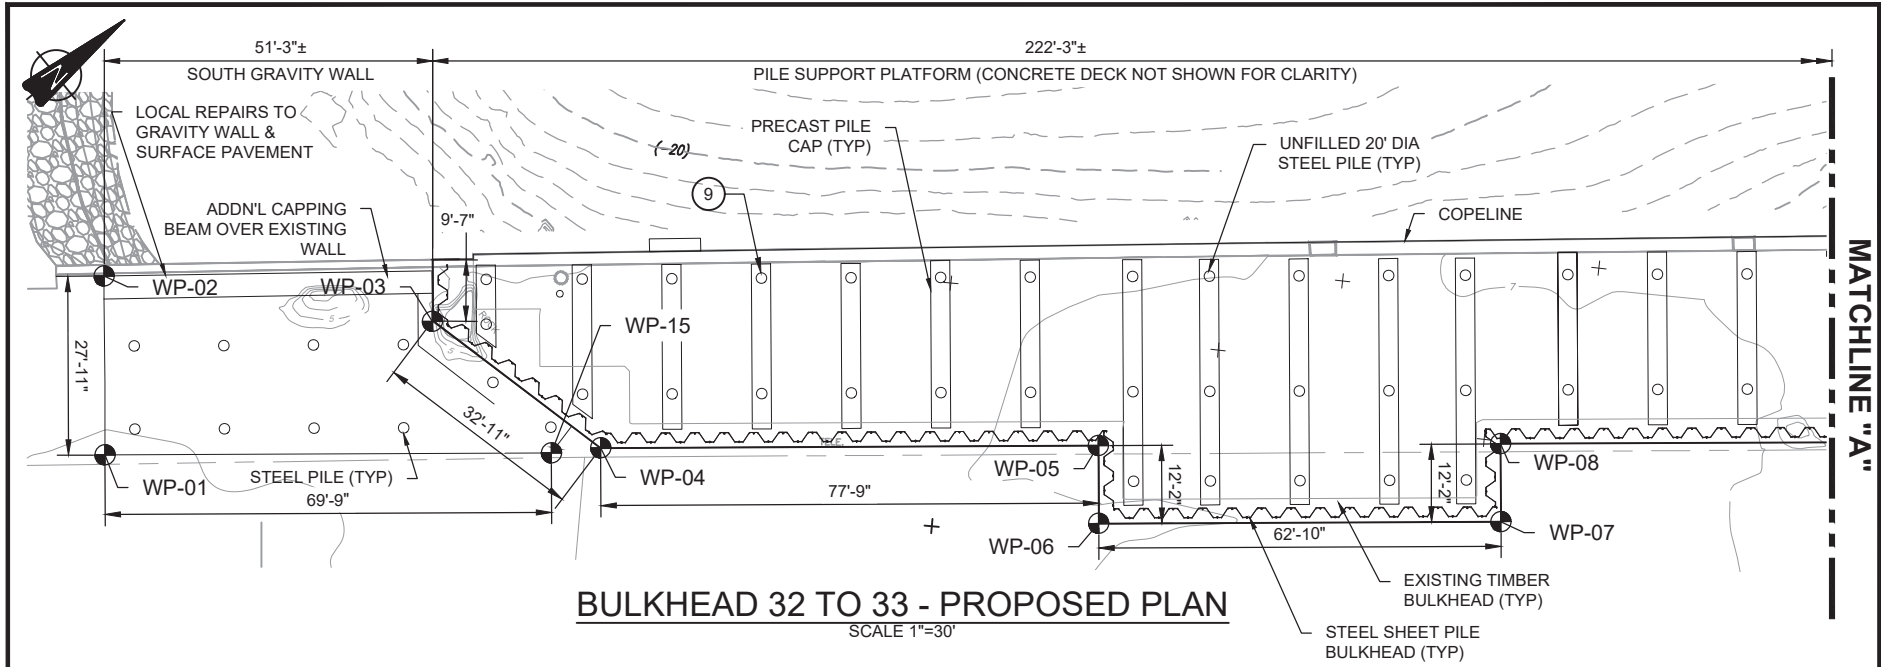 51'-3"±
SOUTH GRAVITY WALL
222'-3"±
PILE SUPPORT PLATFORM (CONCRETE DECK NOT SHOWN FOR CLARITY)
N
LOCAL REPAIRS TO
GRAVITY WALL &
SURFACE PAVEMENT
PRECAST PILE
CAP (TYP)
(-20)
UNFILLED 20' DIA
STEEL PILE (TYP)
9
ADDN'L CAPPING
BEAM OVER EXISTING
WALL
9'-7"
COPELINE
WP-02
WP-03
WP-15
5
5
7
27'-11"
32'-11"
TELE.
WP-01
STEEL PILE (TYP)
69'-9"
WP-04
77'-9"
WP-05
12'-2"
12'-2"
WP-08
WP-06
62'-10"
WP-07
MATCHLINE "A"
EXISTING TIMBER
BULKHEAD (TYP)
STEEL SHEET PILE
BULKHEAD (TYP)
BULKHEAD 32 TO 33 - PROPOSED PLAN
SCALE 1"=30'